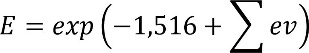 E = exp(−1,516 + ∑ ev)